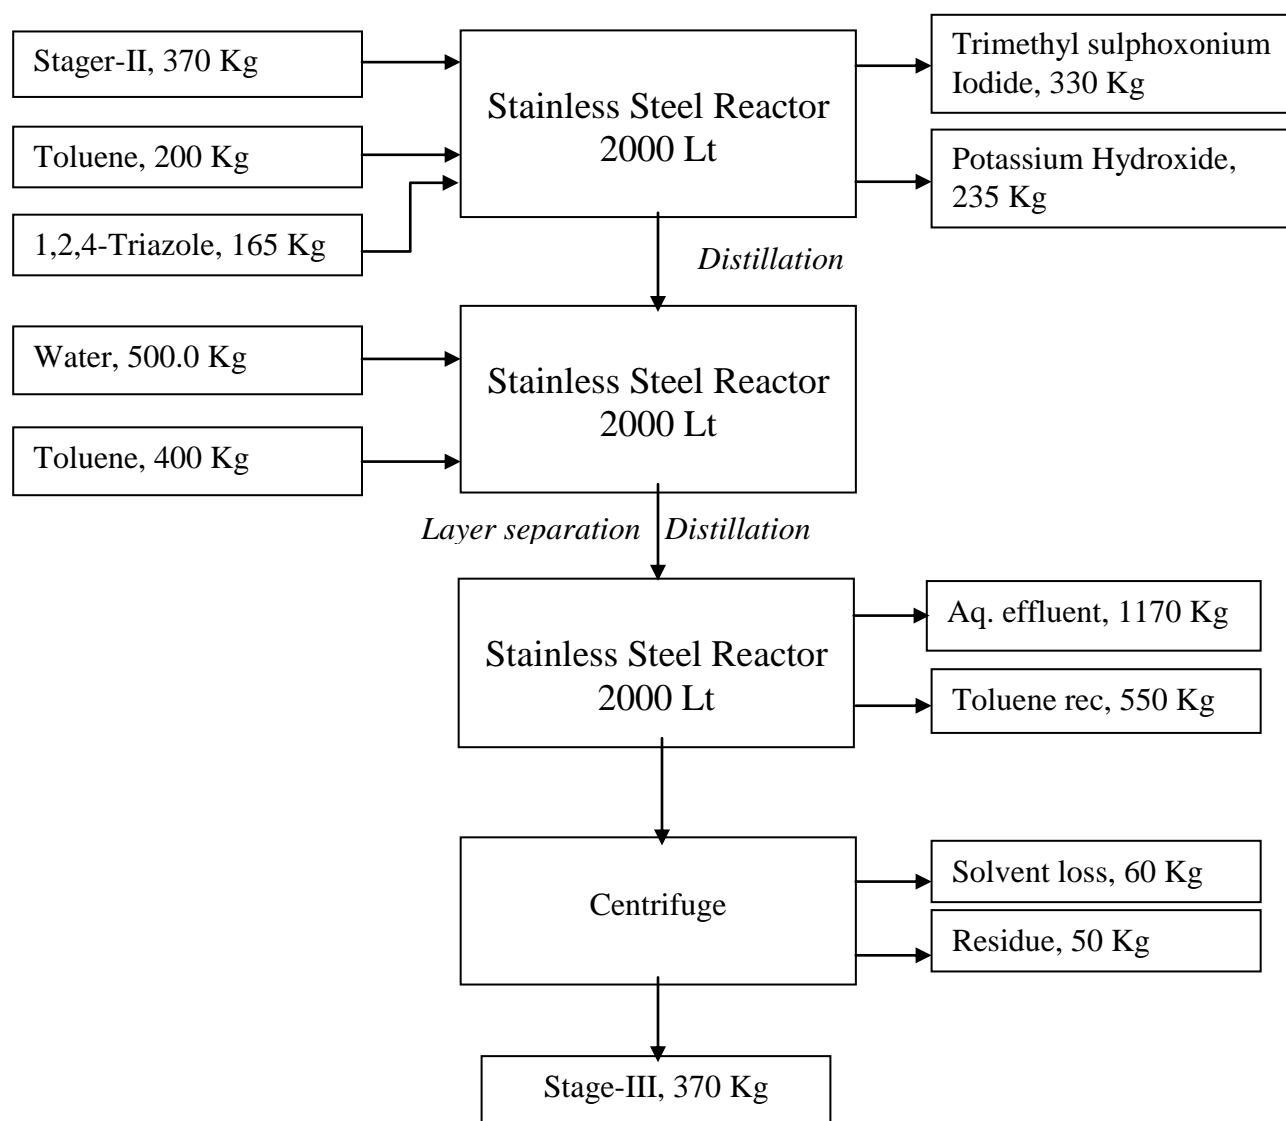 Stager-II, 370 Kg
Toluene, 200 Kg
1,2,4-Triazole, 165 Kg
Stainless Steel Reactor
2000 Lt
Trimethyl sulphoxonium
Iodide, 330 Kg
Potassium Hydroxide,
235 Kg
Distillation
Water, 500.0 Kg
Toluene, 400 Kg
Stainless Steel Reactor
2000 Lt
Layer separation
Distillation
Stainless Steel Reactor
2000 Lt
Aq. effluent, 1170 Kg
Toluene rec, 550 Kg
Centrifuge
Solvent loss, 60 Kg
Residue, 50 Kg
Stage-III, 370 Kg